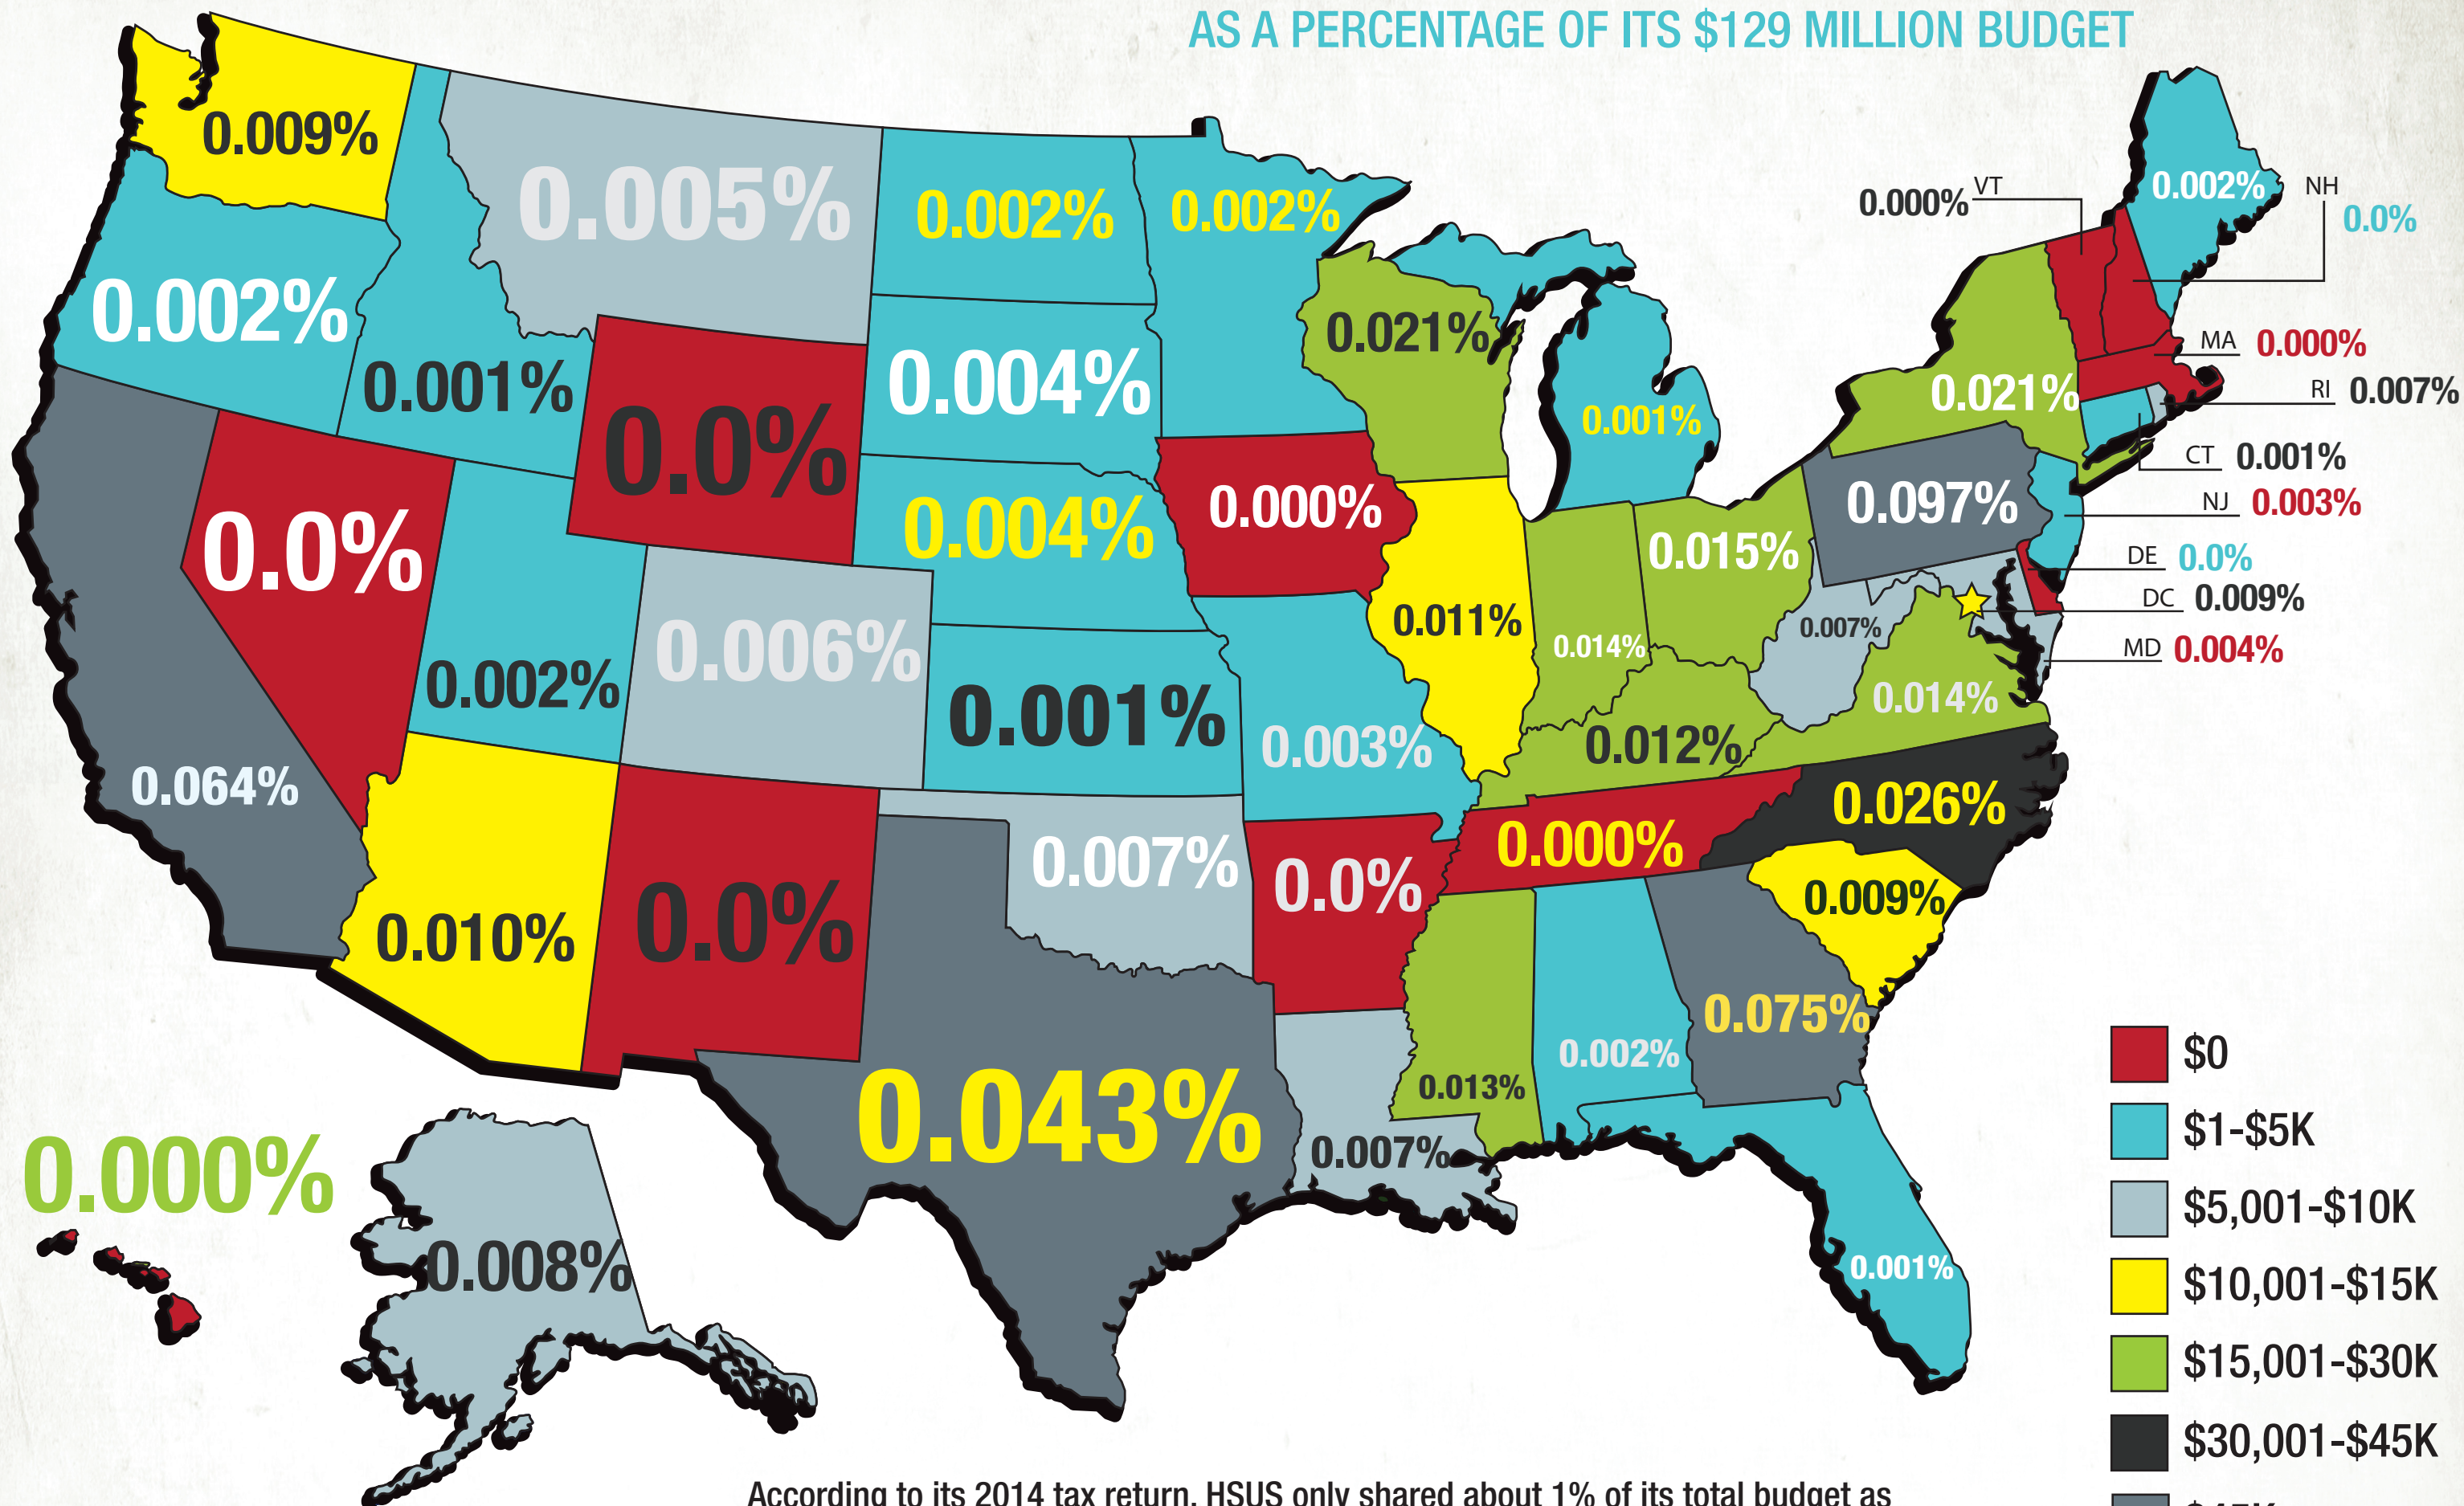 AS A PERCENTAGE OF ITS $129 MILLION BUDGET
0.009%
0.002%
0.005%
0.001%
0.0%
0.002%
0.002%
0.004%
0.004%
0.0%
0.002%
0.006%
0.001%
0.064%
0.010%
0.0%
0.007%
0.043%
0.000%
0.003%
0.0%
0.007%
0.021%
0.001%
0.011%
0.014%
0.015%
0.012%
0.000%
0.013%
0.002%
0.075%
0.001%
0.009%
0.026%
0.014%
0.007%
0.097%
0.021%
0.002%
VT
0.000%
NH
0.0%
MA 0.000%
RI 0.007%
CT 0.001%
NJ 0.003%
DE 0.0%
DC 0.009%
MD 0.004%
0.000%
0.008%
$0
$1-$5K
$5,001-$10K
$10,001-$15K
$15,001-$30K
$30,001-$45K
According to its 2014 tax return, HSUS only shared about 1% of its total budget as